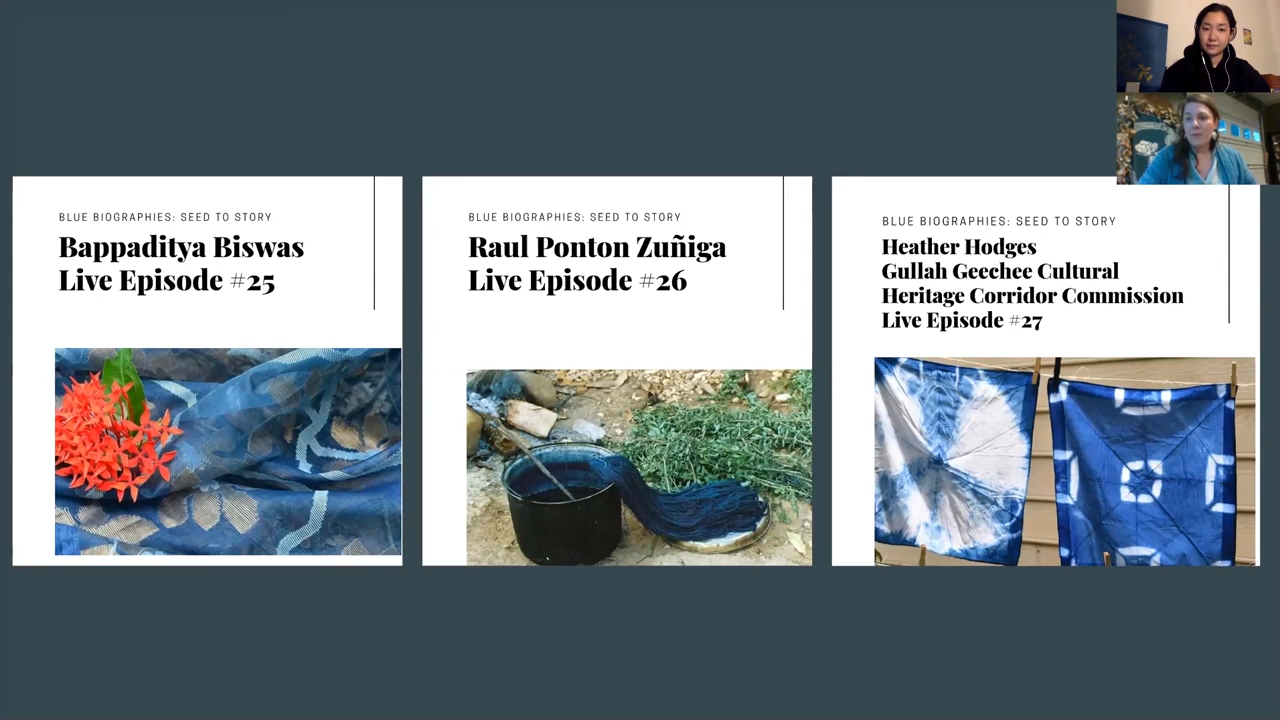 BLUE BIOGRAPHIES: SEED TO STORY
Bappaditya Biswas
Live Episode #25
BLUE BIOGRAPHIES: SEED TO STORY
Raul Ponton Zuñiga
Live Episode #26
BLUE BIOGRAPHIES: SEED TO STORY
Heather Hodges
Gullah Geechee Cultural
Heritage Corridor Commission
Live Episode #27